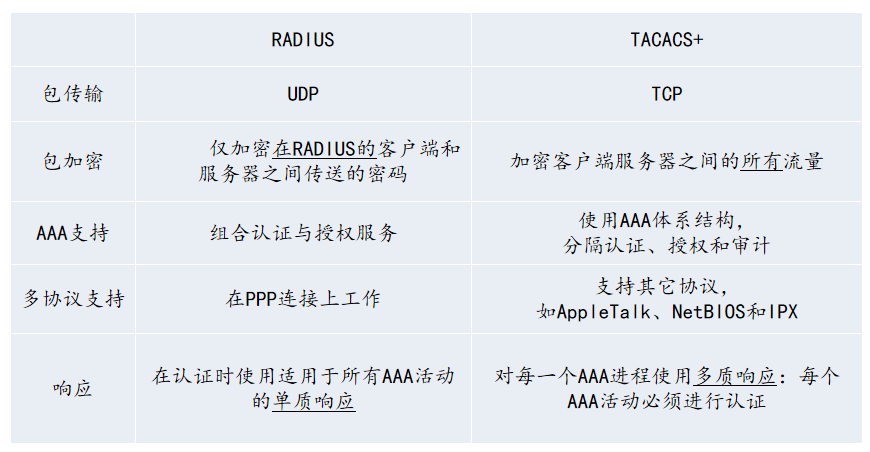 RADIUS TACACS+
包传输 UDP TCP
包加密 仅加密在RADIUS的客户端和
服务器之间传送的密码 加密客户端服务器之间的所有流量
AAA支持 组合认证与授权服务 使用AAA体系结构,
分隔认证、授权和审计
多协议支持 在PPP连接上工作 支持其它协议,
如AppleTalk、NetBIOS和IPX
响应 在认证时使用适用于所有AAA活动
的单质响应 对每一个AAA进程使用多质响应：每个
AAA活动必须进行认证